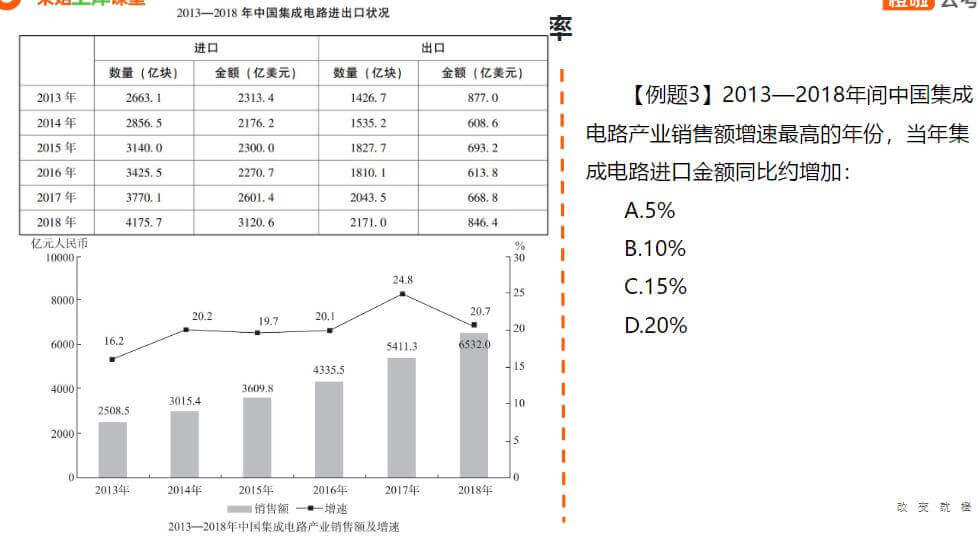 2013—2018 年中国集成电路进出口状况
进口 出口
数量（亿块） 金额（亿美元） 数量（亿块） 金额（亿美元）
2013 年 2663.1 2313.4 1426.7 877.0
2014 年 2856.5 2176.2 1535.2 608.6
2015 年 3140.0 2300.0 1827.7 693.2
2016 年 3425.5 2270.7 1810.1 613.8
2017 年 3770.1 2601.4 2043.5 668.8
2018 年 4175.7 3120.6 2171.0 846.4
亿元人民币 %
10000 30
8000 25
6000 20
4000 15
2000 10
0 5
0
16.2 20.2 19.7 20.1 24.8 20.7
2508.5 3015.4 3609.8 4335.5 5411.3 6532.0
2013年 2014年 2015年 2016年 2017年 2018年
销售额 增速
2013—2018年中国集成电路产业销售额及增速
率
【例题3】2013—2018年间中国集成
电路产业销售额增速最高的年份，当年集
成电路进口金额同比约增加：
A.5%
B.10%
C.15%
D.20%
改 变 就 橙